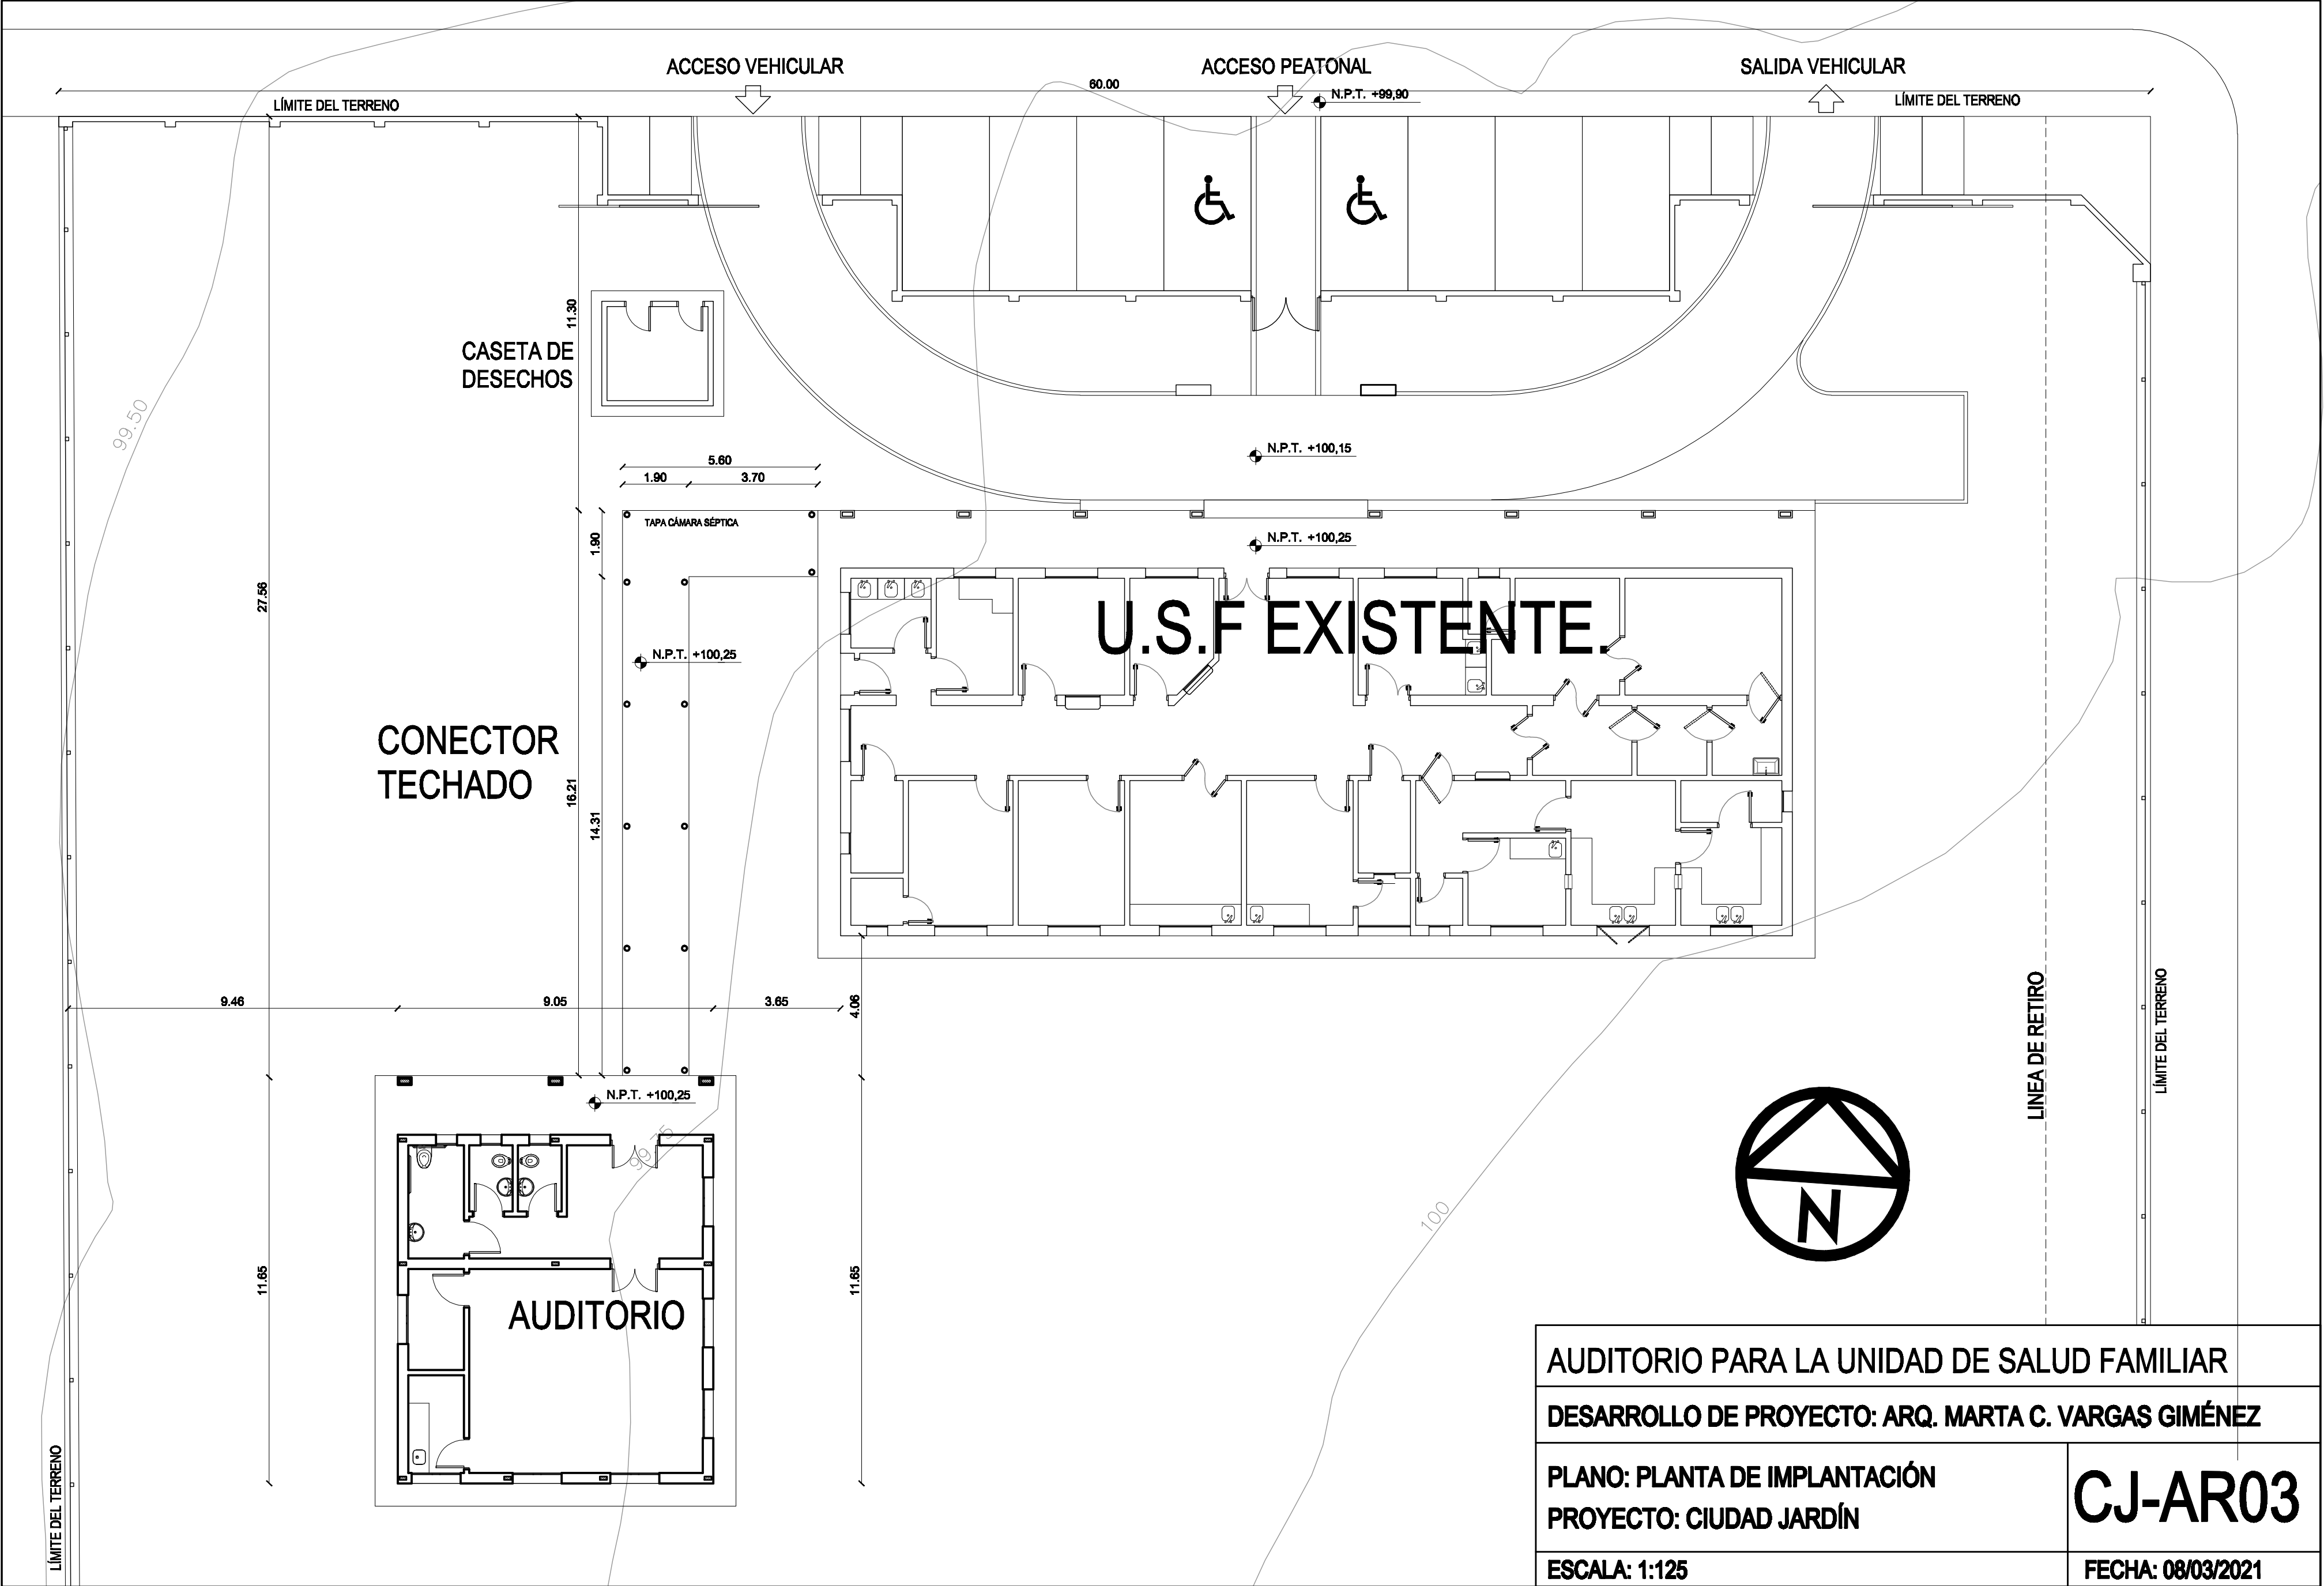 ACCESO VEHICULAR
ACCESO PEATONAL
SALIDA VEHICULAR
60.00
N.P.T. +99,90
LÍMITE DEL TERRENO
LÍMITE DEL TERRENO
11.30
CASETA DE
DESECHOS
99.50
N.P.T. +100,15
5.60
1.90
3.70
TAPA CÁMARA SÉPTICA
1.90
N.P.T. +100,25
27.56
U.S.F EXISTENTE.
N.P.T. +100,25
CONECTOR
TECHADO
16.21
14.31
9.46
9.05
3.65
4.06
LINEA DE RETIRO
LÍMITE DEL TERRENO
N.P.T. +100,25
99.75
100
N
11.65
11.65
AUDITORIO
LÍMITE DEL TERRENO
AUDITORIO PARA LA UNIDAD DE SALUD FAMILIAR
DESARROLLO DE PROYECTO: ARQ. MARTA C. VARGAS GIMÉNEZ
PLANO: PLANTA DE IMPLANTACIÓN
PROYECTO: CIUDAD JARDÍN
CJ-AR03
ESCALA: 1:125
FECHA: 08/03/2021